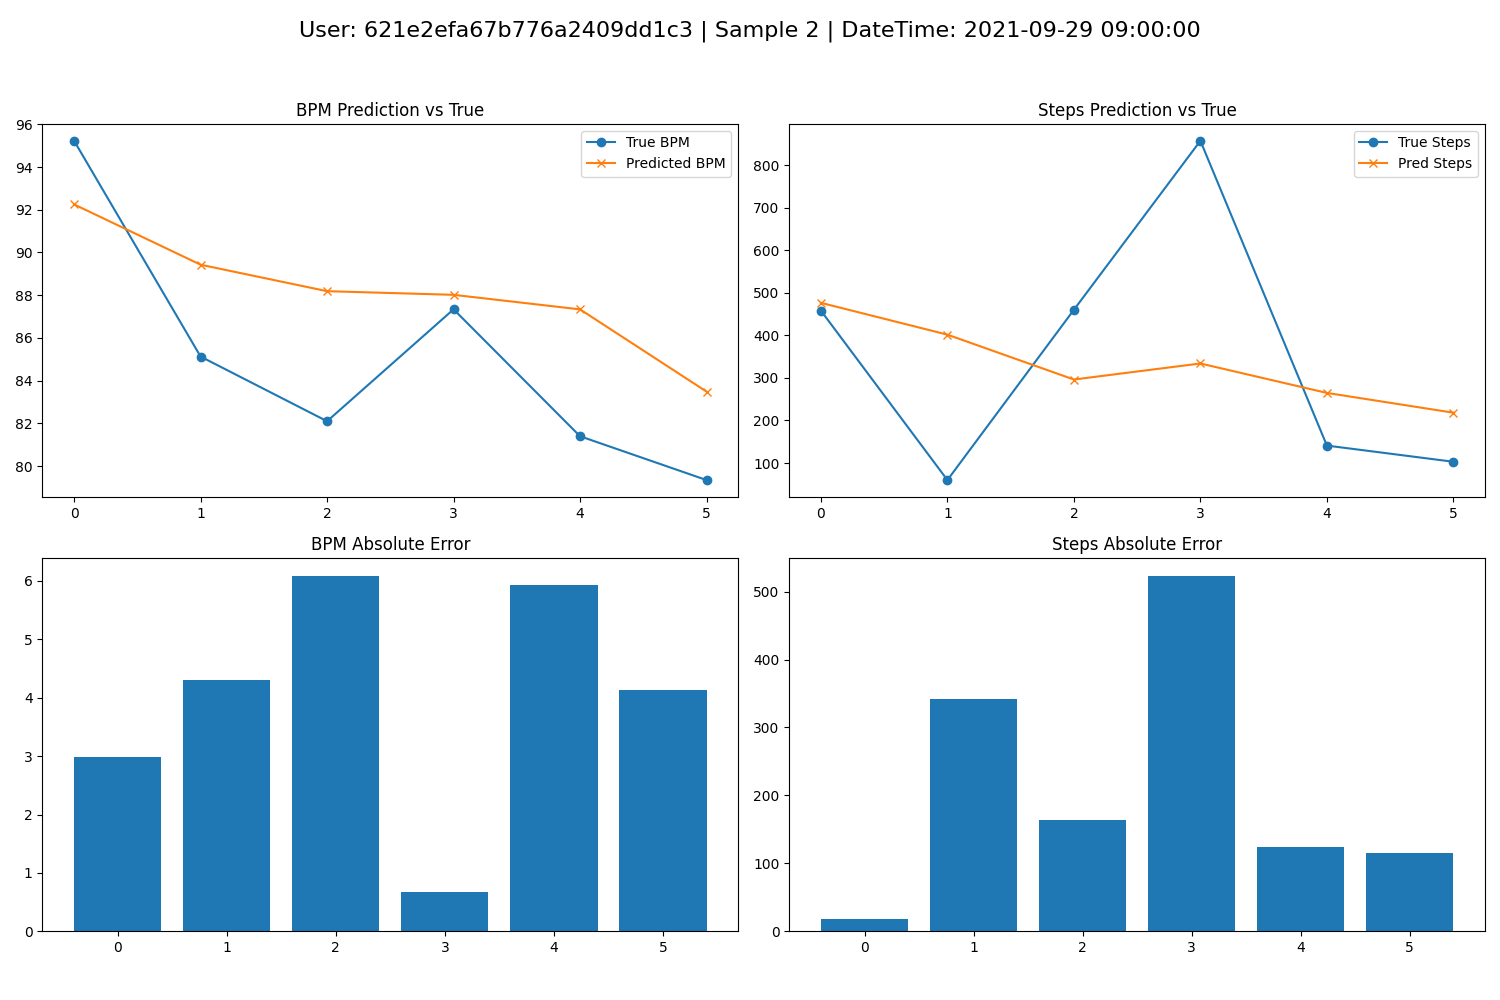 User: 621e2efa67b776a2409dd1c3 | Sample 2 | DateTime: 2021-09-29 09:00:00
BPM Prediction vs True
96
94
92
90
88
86
84
82
80
True BPM
Predicted BPM
0 1 2 3 4 5
Steps Prediction vs True
800
700
600
500
400
300
200
100
True Steps
Pred Steps
0 1 2 3 4 5
BPM Absolute Error
6
5
4
3
2
1
0
0 1 2 3 4 5
Steps Absolute Error
500
400
300
200
100
0
0 1 2 3 4 5